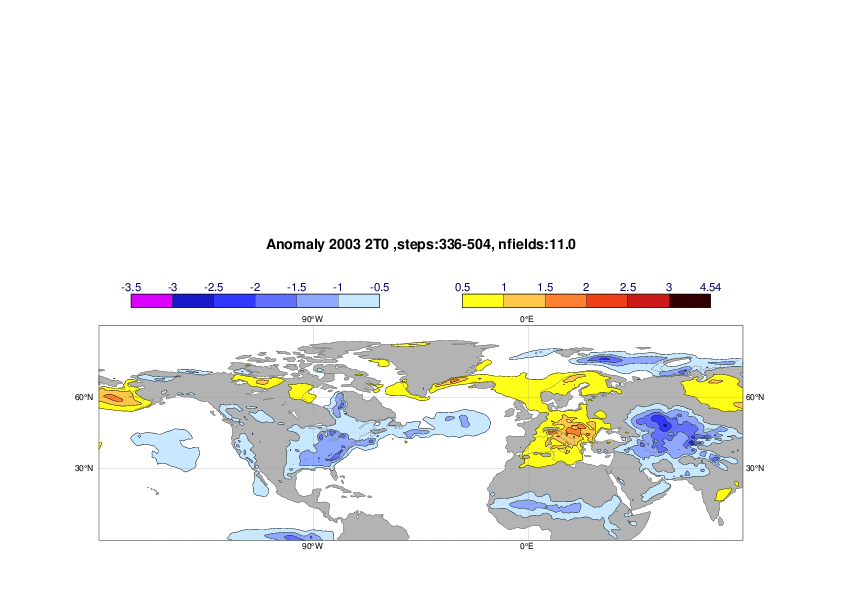 Anomaly 2003 2T0 ,steps:336-504, nfields:11.0
-3.5 -3 -2.5 -2 -1.5 -1 -0.5 0.5 1 1.5 2 2.5 3 4.54
90°W 0°E
60°N 60°N
30°N 30°N
90°W 0°E